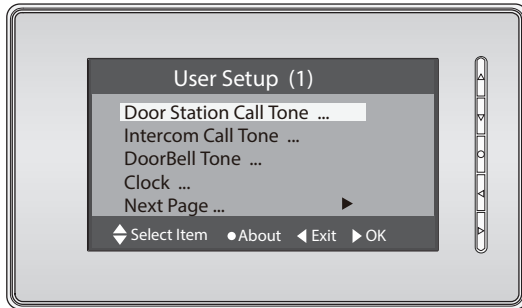 User Setup (1)
Door Station Call Tone ...
Intercom Call Tone ...
DoorBell Tone ...
Clock ...
Next Page ...
Select Item About Exit OK